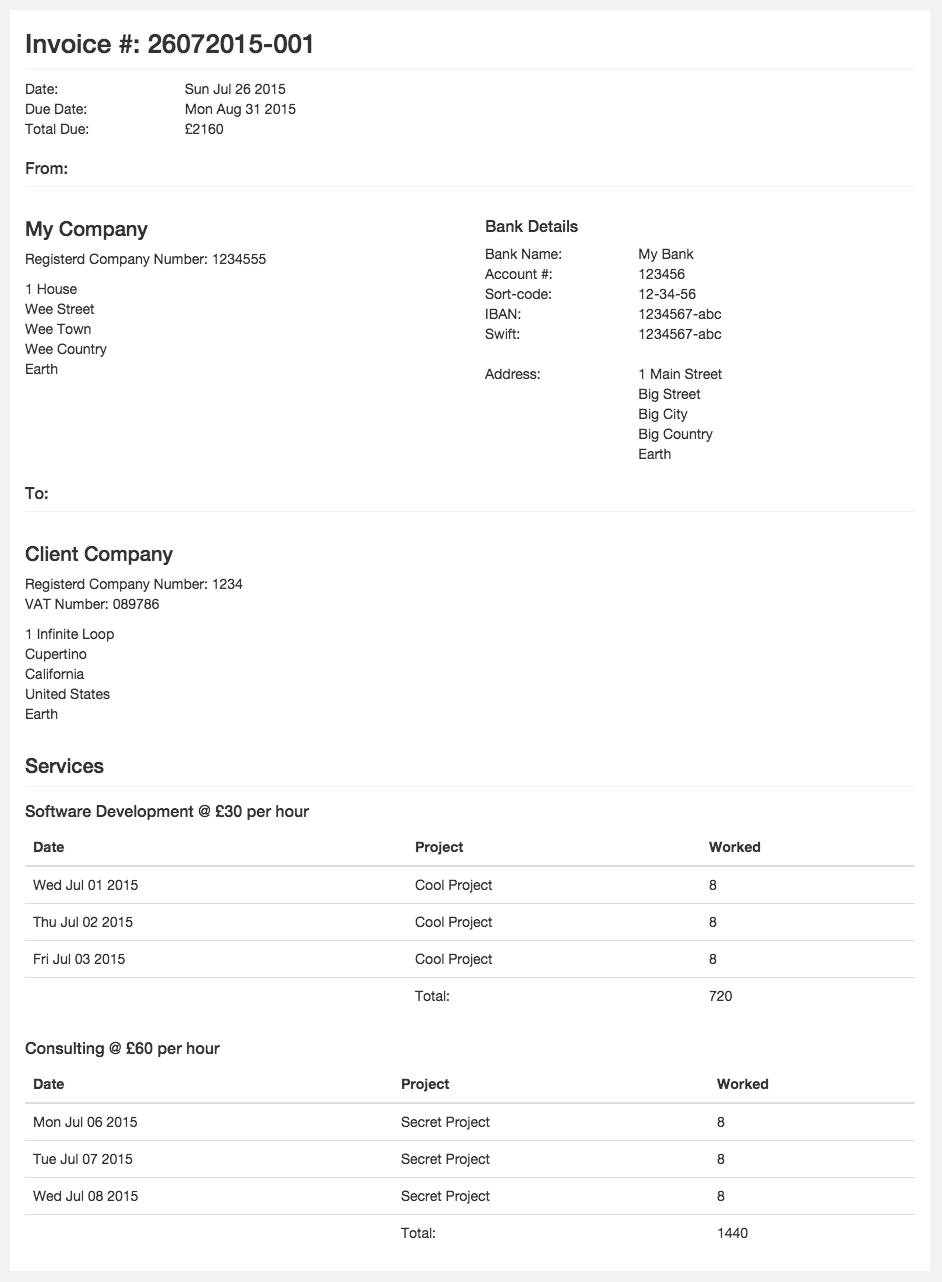 Invoice #: 26072015-001
Date: Sun Jul 26 2015
Due Date: Mon Aug 31 2015
Total Due: £2160
From:
My Company
Registerd Company Number: 1234555
1 House
Wee Street
Wee Town
Wee Country
Earth
Bank Details
Bank Name: My Bank
Account #: 123456
Sort-code: 12-34-56
IBAN: 1234567-abc
Swift: 1234567-abc
Address: 1 Main Street
Big Street
Big City
Big Country
Earth
To:
Client Company
Registerd Company Number: 1234
VAT Number: 089786
1 Infinite Loop
Cupertino
California
United States
Earth
Services
Software Development @ £30 per hour
Date Project Worked
Wed Jul 01 2015 Cool Project 8
Thu Jul 02 2015 Cool Project 8
Fri Jul 03 2015 Cool Project 8
Total: 720
Consulting @ £60 per hour
Date Project Worked
Mon Jul 06 2015 Secret Project 8
Tue Jul 07 2015 Secret Project 8
Wed Jul 08 2015 Secret Project 8
Total: 1440